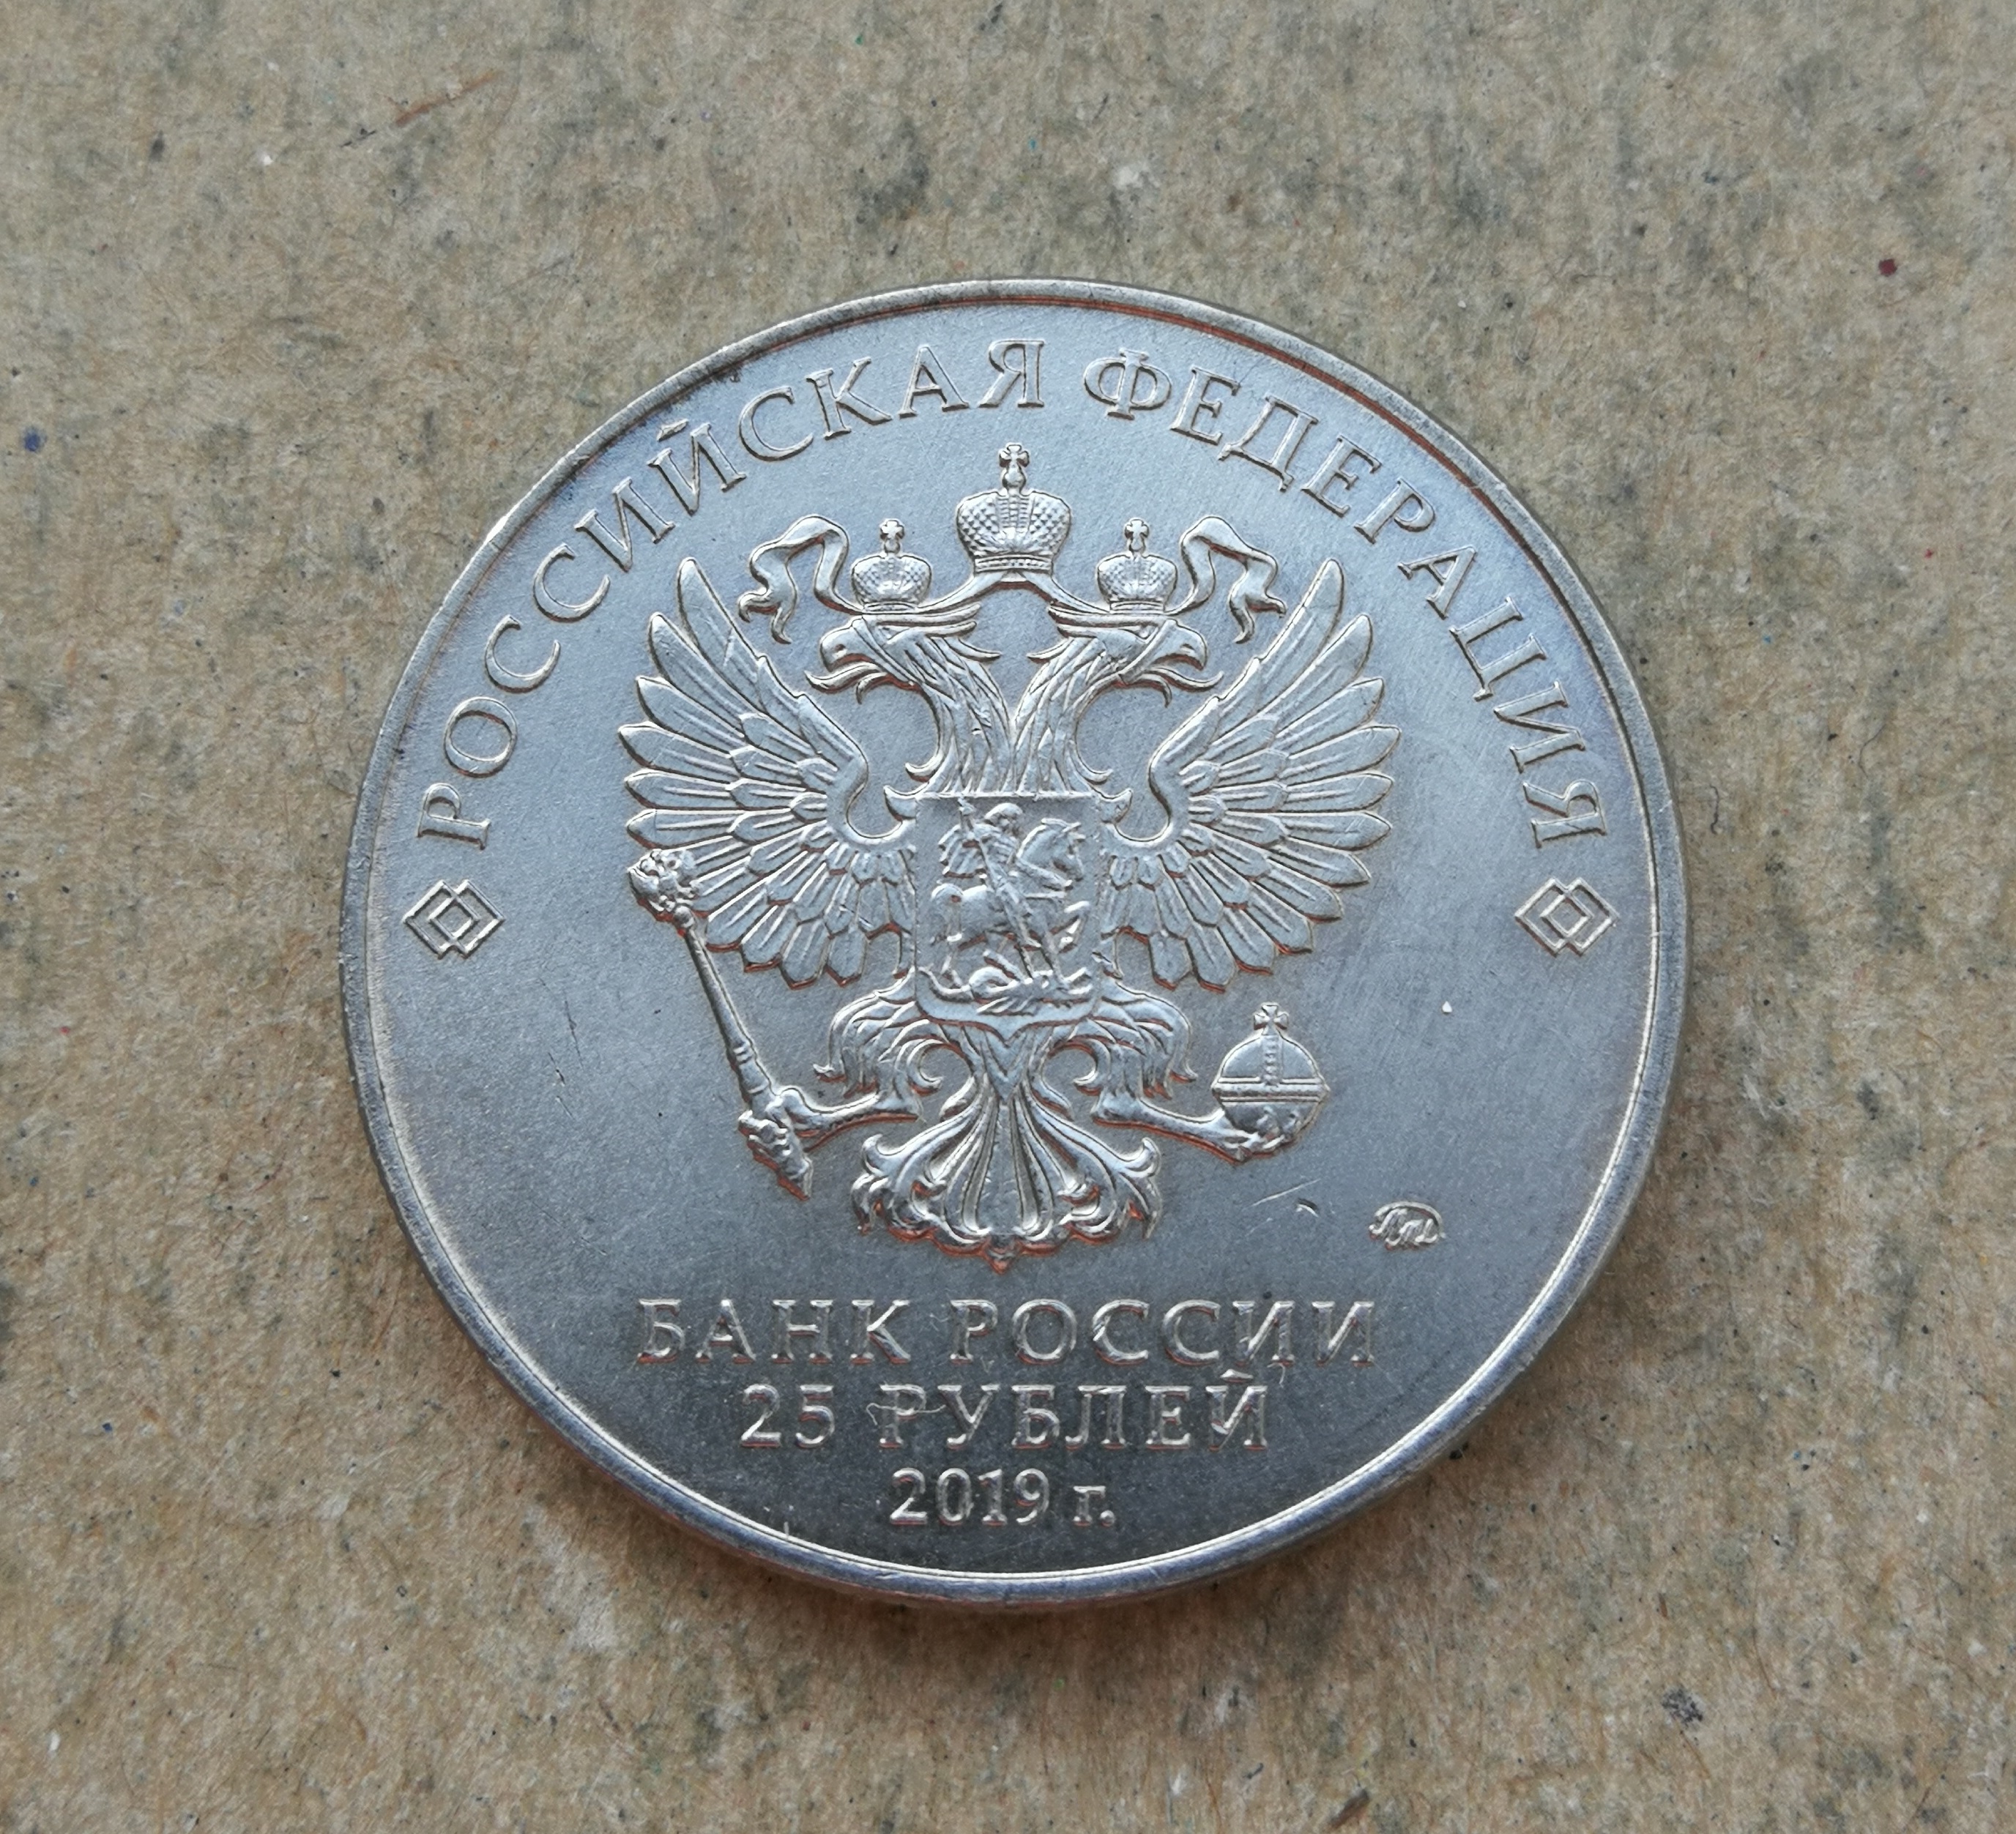 РОССИЙСКАЯ ФЕДЕРАЦИЯ
БАНК РОССИИ
25 РУБЛЕЙ
2019 г.